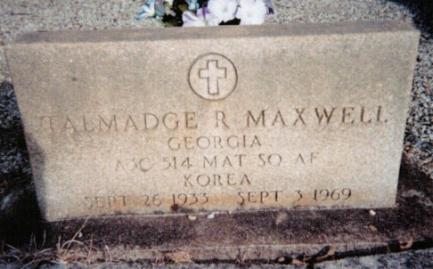 TALMADGE R MAXWELL
GEORGIA
A3C 514 MAT SQ AF
KOREA
SEPT 26 1933 SEPT 3 1969